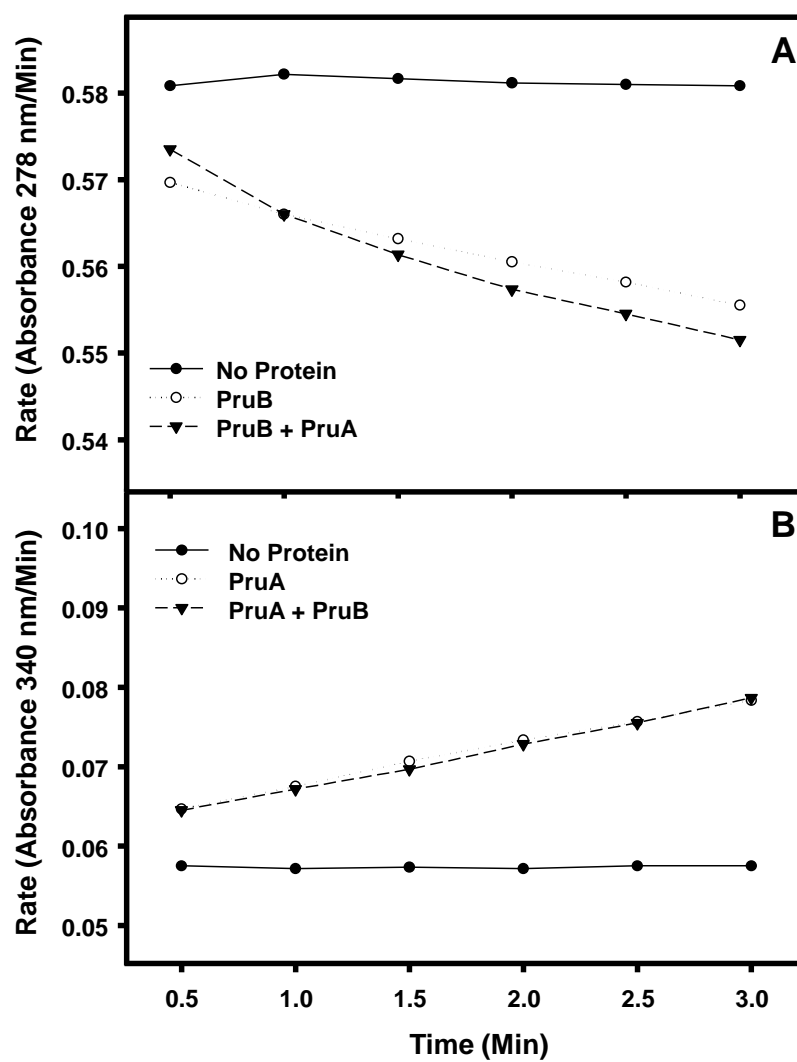 A
Rate (Absorbance 278 nm/Min)
0.58
0.57
0.56
0.55
0.54
No Protein
PruB
PruB + PruA
B
Rate (Absorbance 340 nm/Min)
0.10
0.09
0.08
0.07
0.06
0.05
No Protein
PruA
PruA + PruB
0.5 1.0 1.5 2.0 2.5 3.0
Time (Min)